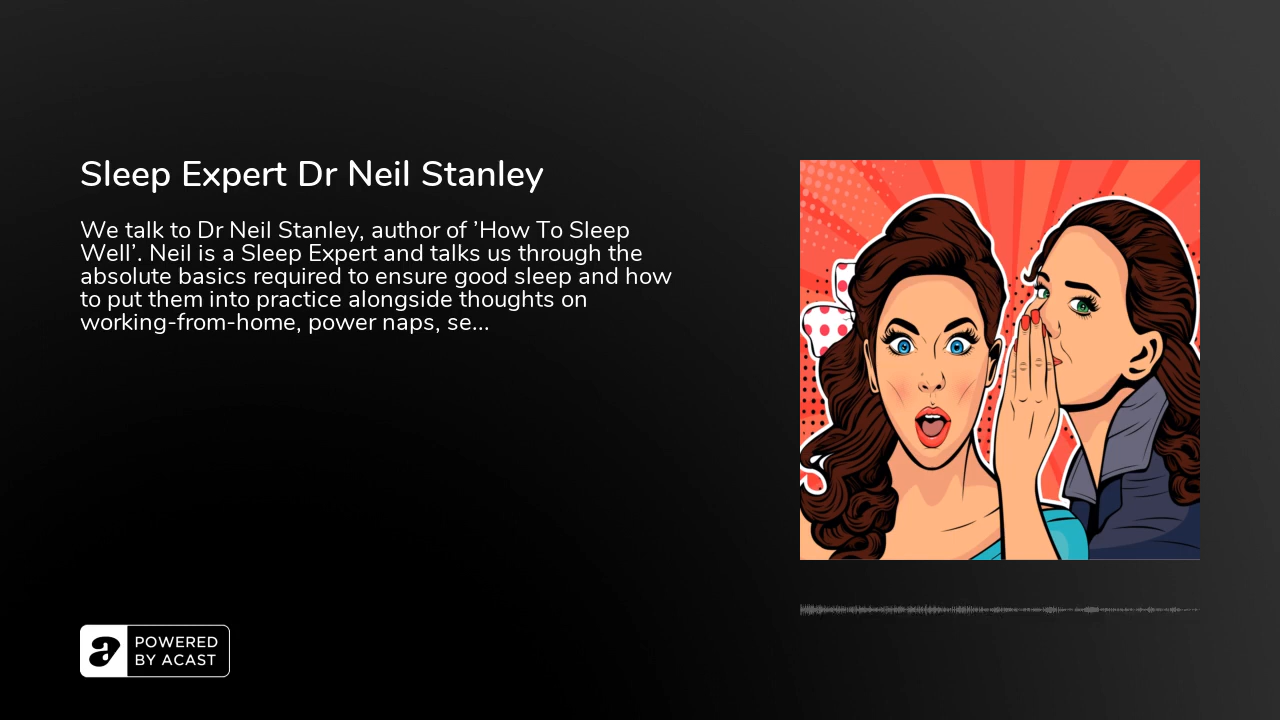 Sleep Expert Dr Neil Stanley
We talk to Dr Neil Stanley, author of ’How To Sleep
Well’. Neil is a Sleep Expert and talks us through the
absolute basics required to ensure good sleep and how
to put them into practice alongside thoughts on
working-from-home, power naps, se...
POWERED
BY ACAST